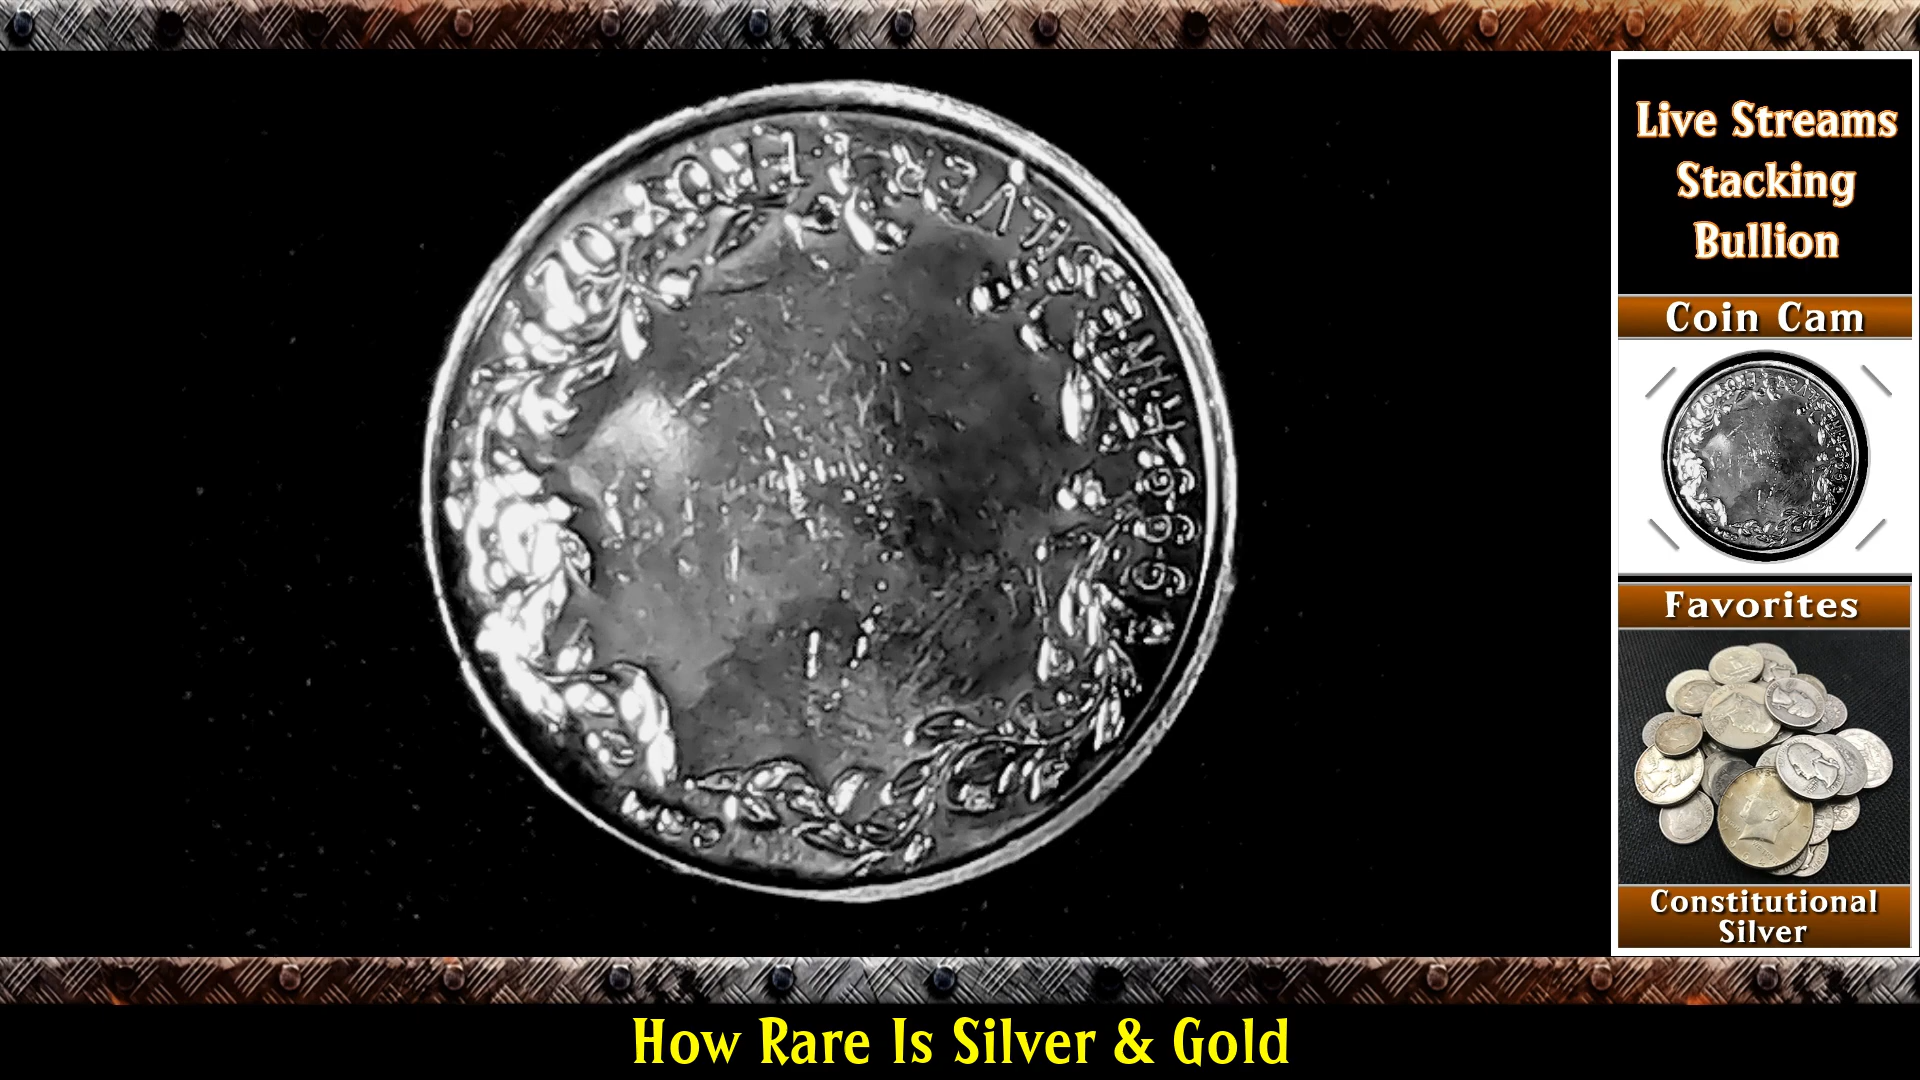 Live Streams
Stacking
Bullion
Coin Cam
Favorites
Constitutional
Silver
How Rare Is Silver & Gold